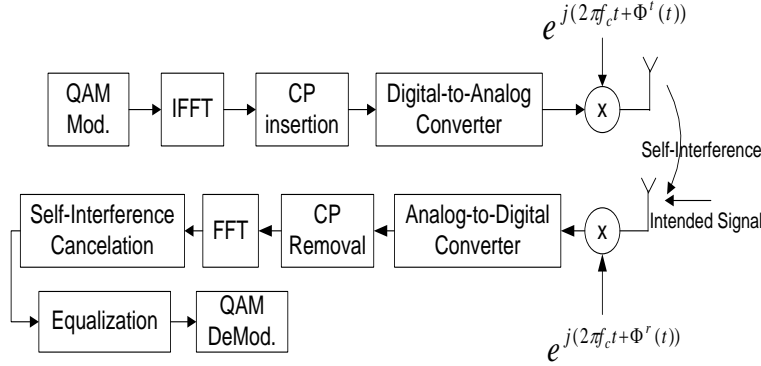 e^{j(2πf_c t+Φ^t(t))}
QAM
Mod.
IFFT
CP
insertion
Digital-to-Analog
Converter
x
Self-Interference
Self-Interference
Cancelation
FFT
CP
Removal
Analog-to-Digital
Converter
x
Intended Signal
Equalization
QAM
DeMod.
e^{j(2πf_c t+Φ^r(t))}